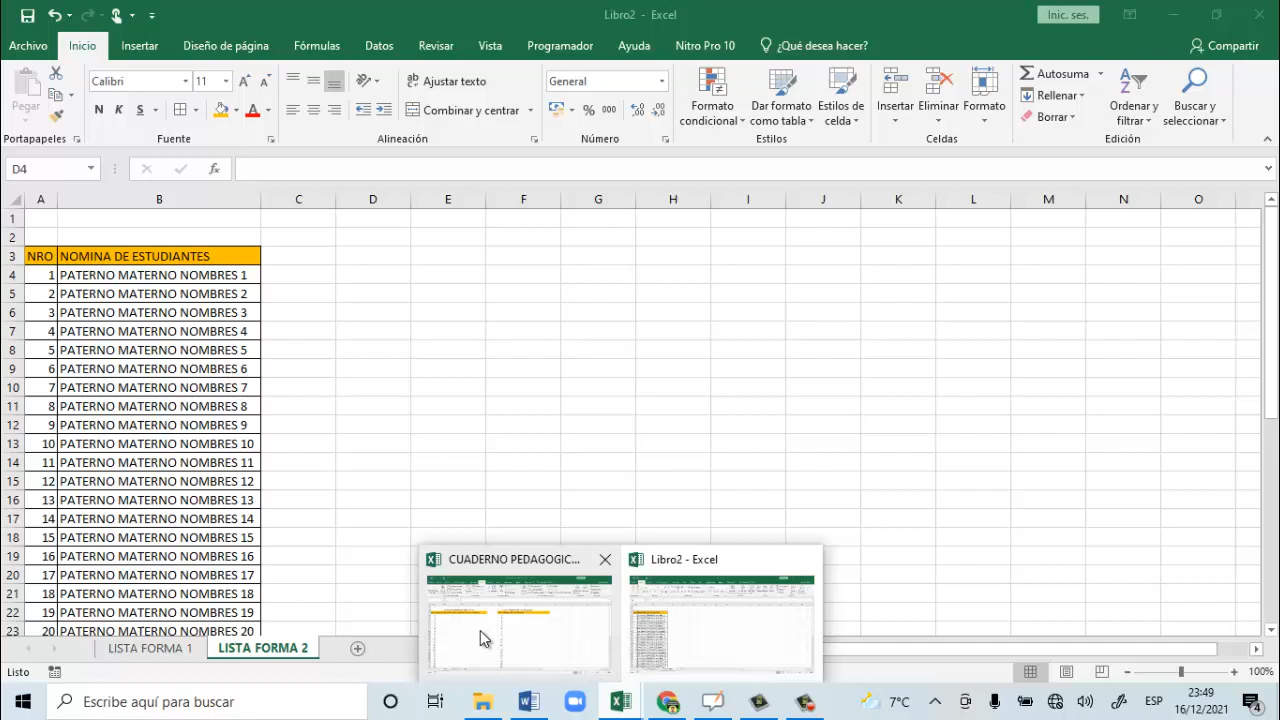 Libro2 - Excel
Inic. ses.
Archivo Inicio Insertar Diseño de página Fórmulas Datos Revisar Vista Programador Ayuda Nitro Pro 10 ¿Qué desea hacer? Compartir
Pegar
Portapapeles
Calibri 11
N K S
Fuente
Ajustar texto
Combinar y centrar
Alineación
General
% 000
Número
Formato condicional
Dar formato como tabla
Estilos de celda
Estilos
Insertar Eliminar Formato
Celdas
Autosuma
Rellenar
Borrar
Ordenar y filtrar
Buscar y seleccionar
Edición
D4 fx
A B C D E F G H I J K L M N O
1
2
3 NRO NOMINA DE ESTUDIANTES
4 1 PATERNO MATERNO NOMBRES 1
5 2 PATERNO MATERNO NOMBRES 2
6 3 PATERNO MATERNO NOMBRES 3
7 4 PATERNO MATERNO NOMBRES 4
8 5 PATERNO MATERNO NOMBRES 5
9 6 PATERNO MATERNO NOMBRES 6
10 7 PATERNO MATERNO NOMBRES 7
11 8 PATERNO MATERNO NOMBRES 8
12 9 PATERNO MATERNO NOMBRES 9
13 10 PATERNO MATERNO NOMBRES 10
14 11 PATERNO MATERNO NOMBRES 11
15 12 PATERNO MATERNO NOMBRES 12
16 13 PATERNO MATERNO NOMBRES 13
17 14 PATERNO MATERNO NOMBRES 14
18 15 PATERNO MATERNO NOMBRES 15
19 16 PATERNO MATERNO NOMBRES 16
20 17 PATERNO MATERNO NOMBRES 17
21 18 PATERNO MATERNO NOMBRES 18
22 19 PATERNO MATERNO NOMBRES 19
23 20 PATERNO MATERNO NOMBRES 20
CUADERNO PEDAGOGIC...
Libro2 - Excel
LISTA FORMA 1 LISTA FORMA 2
Listo
100%
Escribe aquí para buscar
7°C
ESP
23:49
16/12/2021
4